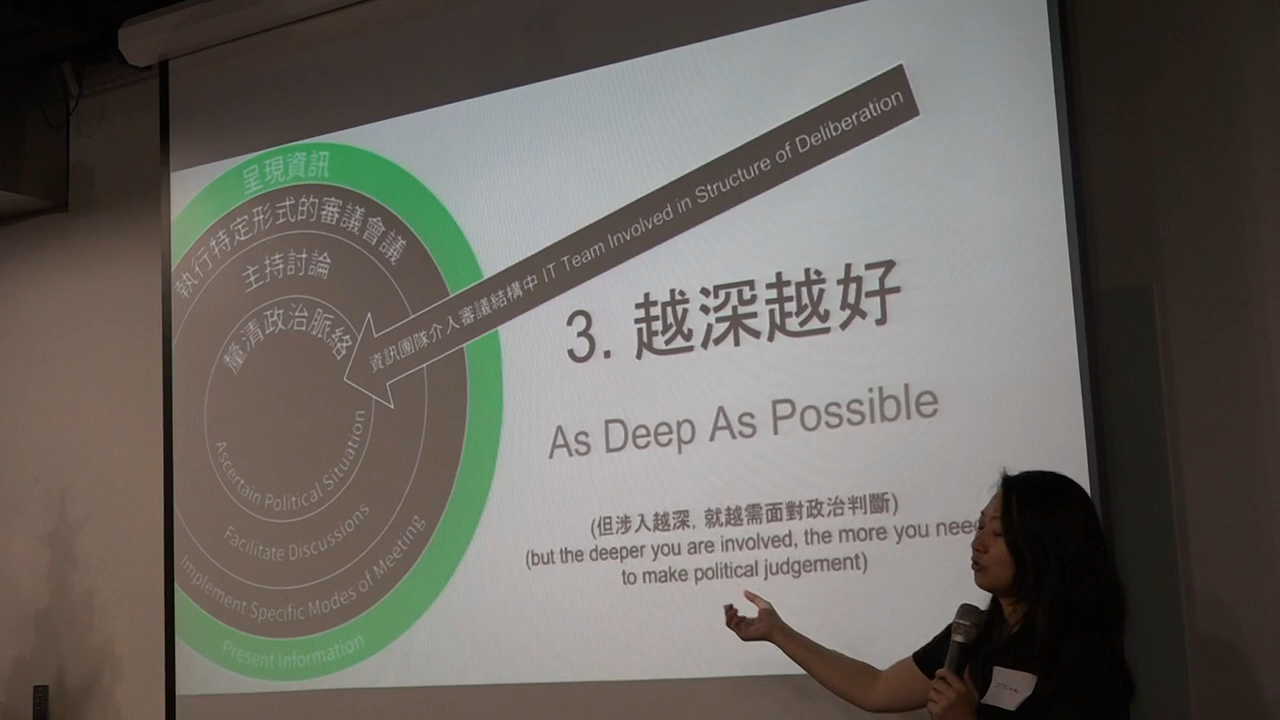 呈現資訊
執行特定形式的審議會議
主持討論
釐清政治脈絡
Ascertain Political Situation
Facilitate Discussions
Implement Specific Modes of Meeting
Present Information
資訊團隊介入審議結構中 IT Team Involved in Structure of Deliberation
3. 越深越好
As Deep As Possible
(但涉入越深, 就越需面對政治判斷)
(but the deeper you are involved, the more you need
to make political judgement)